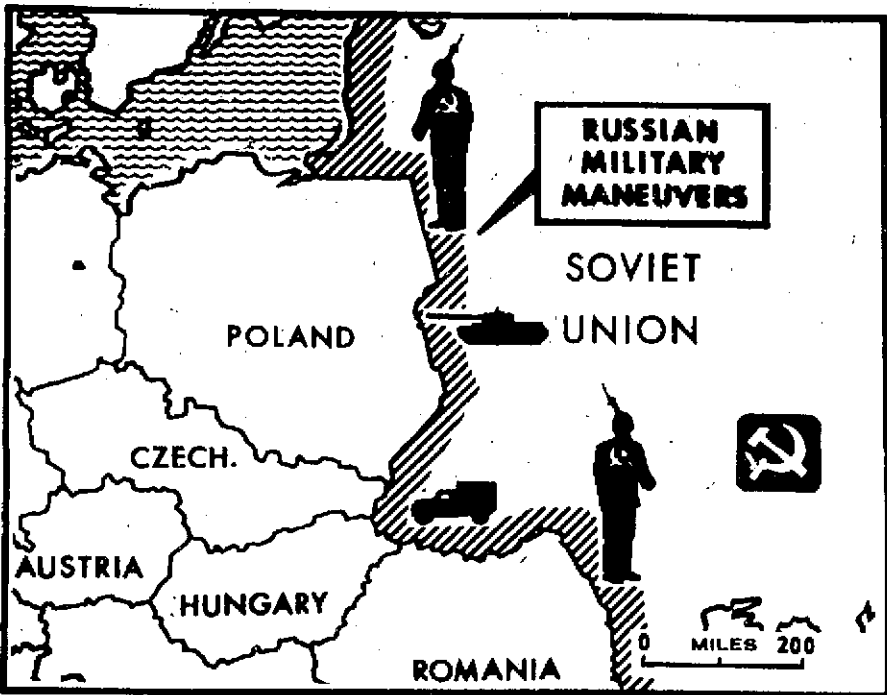 RUSSIAN
MILITARY
MANEUVERS
SOVIET
UNION
POLAND
CZECH.
AUSTRIA
HUNGARY
ROMANIA
0 MILES 200